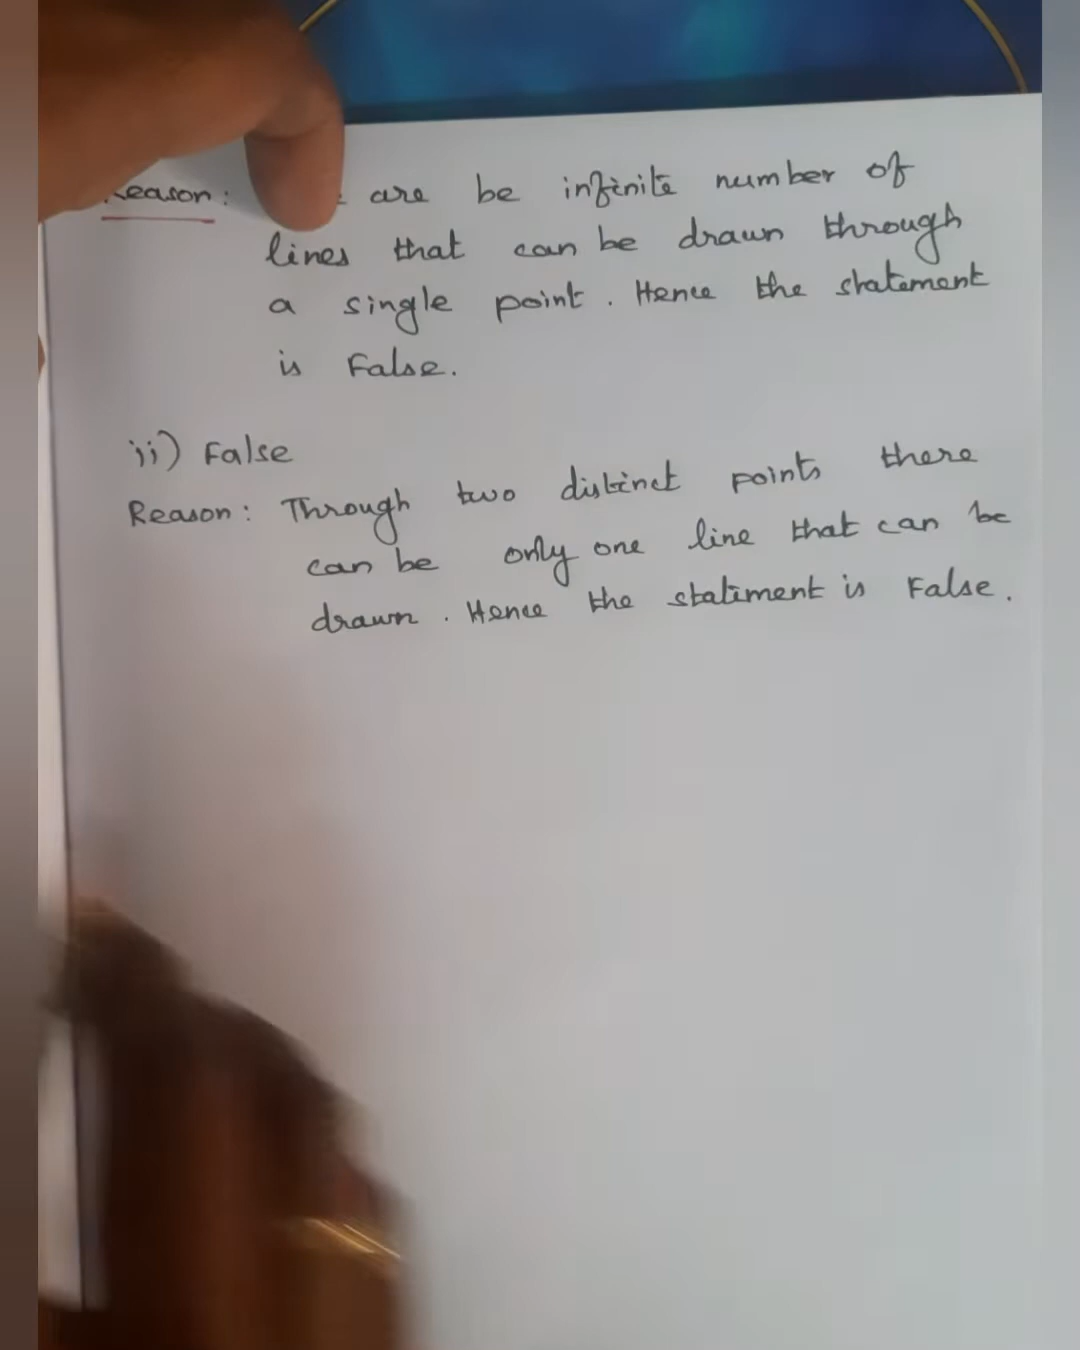 Reason : are be infinite number of
lines that can be drawn through
a single point . Hence the statement
is False.
ii) False
Reason : Through two distinct points there
can be only one line that can be
drawn . Hence the statement is False .